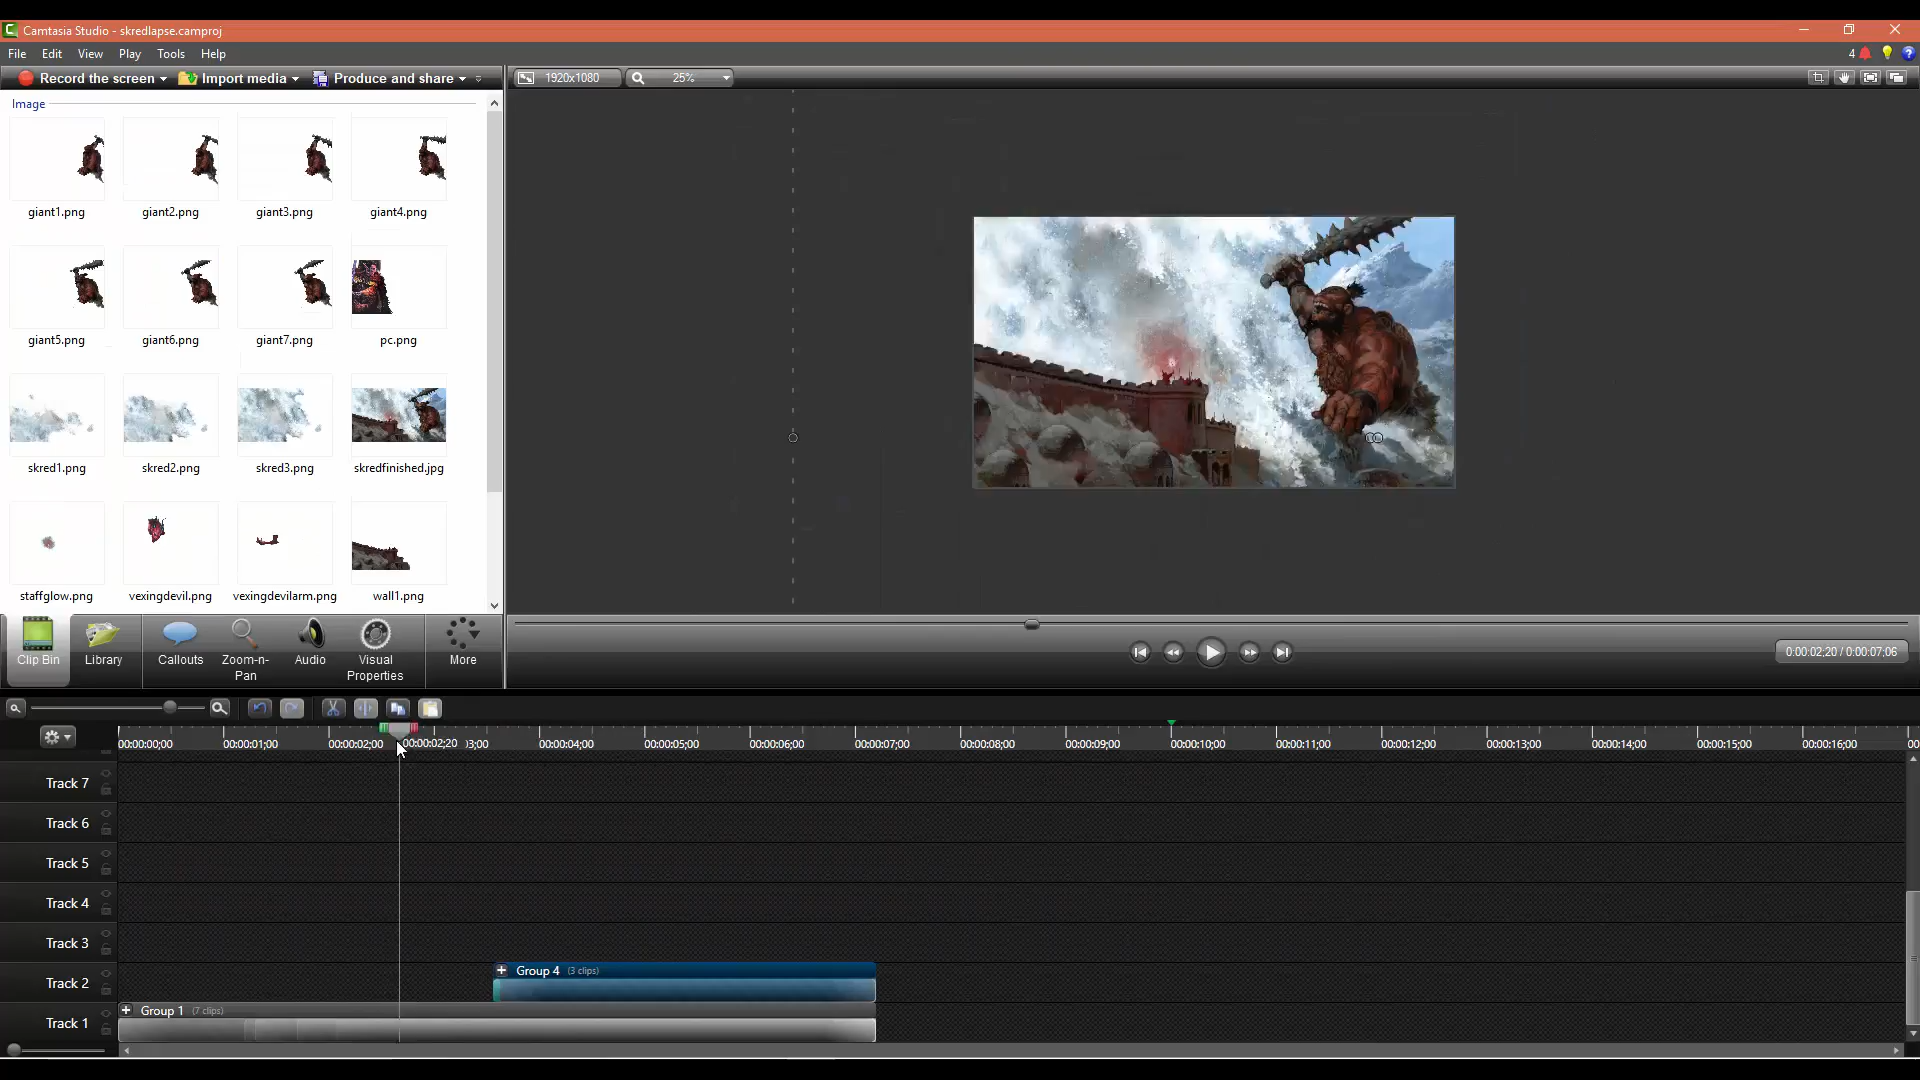 Camtasia Studio - skredlapse.camproj
File Edit View Play Tools Help
4
Record the screen Import media Produce and share
1920x1080 25%
Image
giant1.png giant2.png giant3.png giant4.png
giant5.png giant6.png giant7.png pc.png
skred1.png skred2.png skred3.png skredfinished.jpg
staffglow.png vexingdevil.png vexingdevilarm.png wall1.png
Clip Bin Library Callouts Zoom-n-Pan Audio Visual Properties More
0:00:02;20 / 0:00:07;06
00:00:00;00 00:00:01;00 00:00:02;00 00:00:02;20 3;00 00:00:04;00 00:00:05;00 00:00:06;00 00:00:07;00 00:00:08;00 00:00:09;00 00:00:10;00 00:00:11;00 00:00:12;00 00:00:13;00 00:00:14;00 00:00:15;00 00:00:16;00 00
Track 7
Track 6
Track 5
Track 4
Track 3
Group 4 (3 clips)
Track 2
Group 1 (7 clips)
Track 1